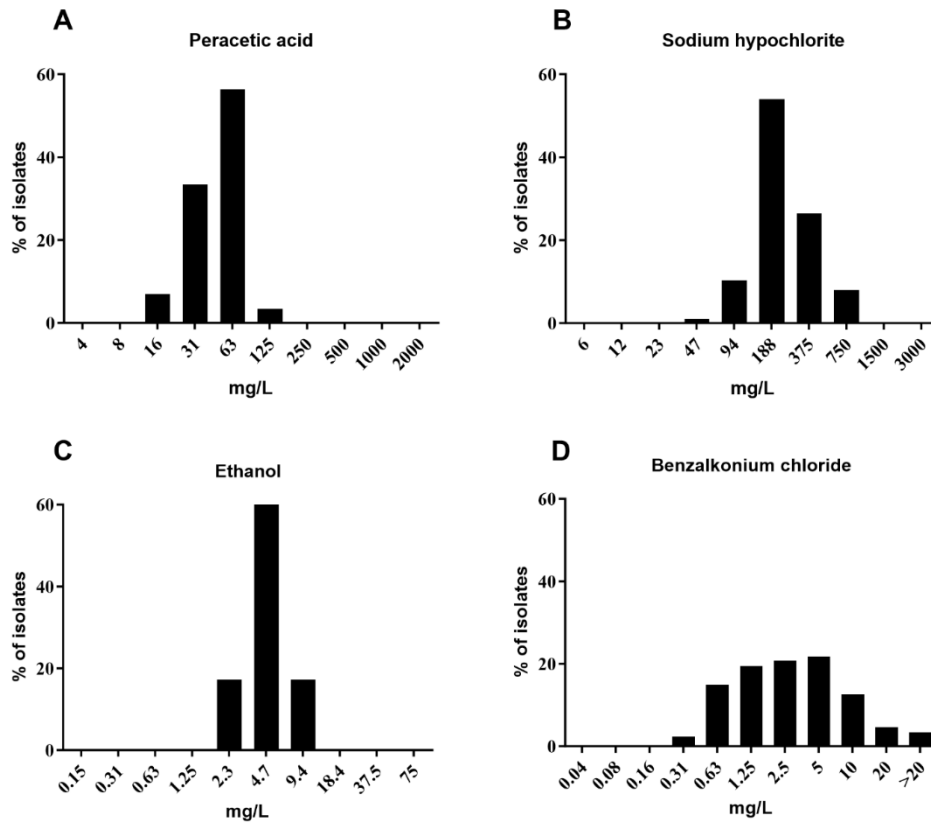 A
Peracetic acid
60
40
20
0
% of isolates
4 8 16 31 63 125 250 500 1000 2000
mg/L
B
Sodium hypochlorite
60
40
20
0
% of isolates
6 12 23 47 94 188 375 750 1500 3000
mg/L
C
Ethanol
60
40
20
0
% of isolates
0.15 0.31 0.63 1.25 2.3 4.7 9.4 18.4 37.5 75
mg/L
D
Benzalkonium chloride
60
40
20
0
% of isolates
0.04 0.08 0.16 0.31 0.63 1.25 2.5 5 10 20 >20
mg/L